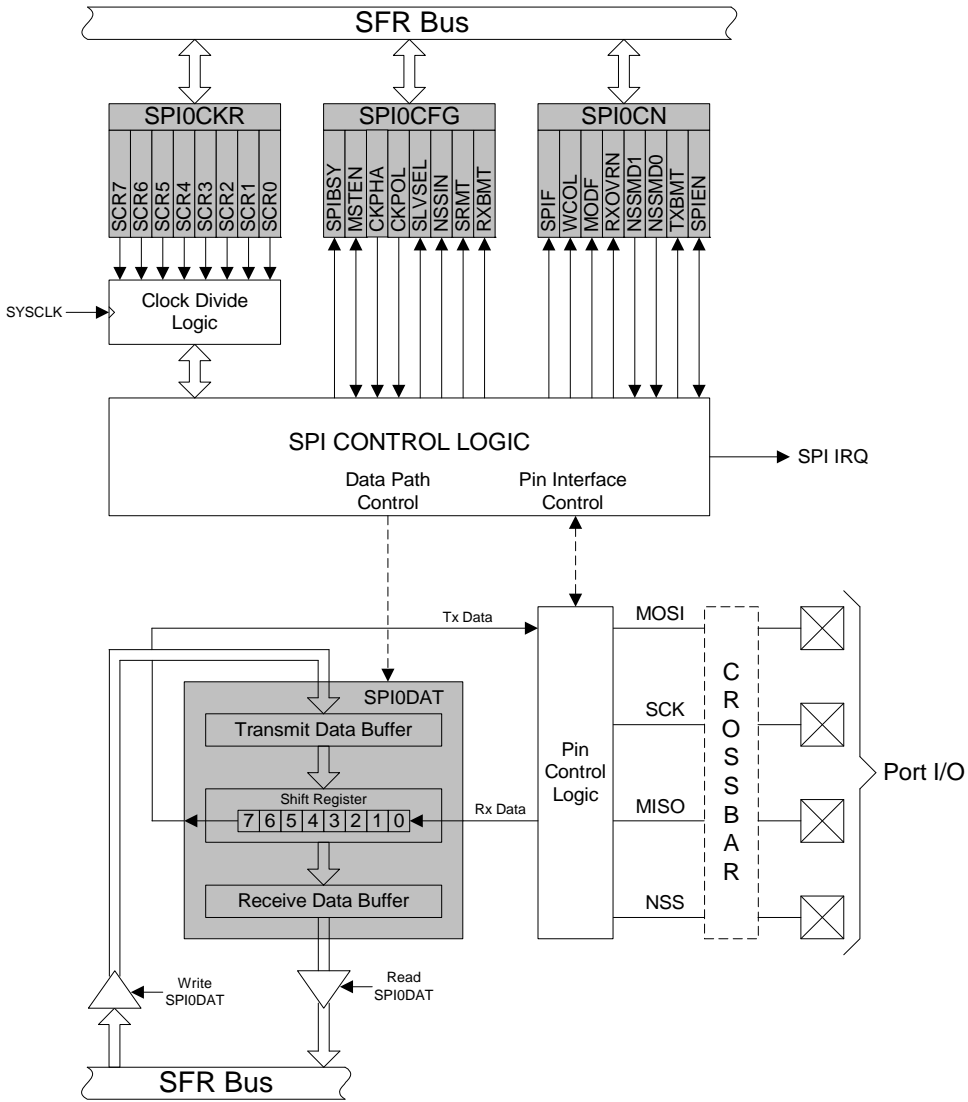 SFR Bus
SPI0CKR
SPI0CFG
SPI0CN
SCR7
SCR6
SCR5
SCR4
SCR3
SCR2
SCR1
SCR0
SPIBSY
MSTEN
CKPHA
CKPOL
SLVSEL
NSSIN
SRMT
RXBMT
SPIF
WCOL
MODF
RXOVRN
NSSMD1
NSSMD0
TXBMT
SPIEN
SYSCLK
Clock Divide
Logic
SPI CONTROL LOGIC
SPI IRQ
Data Path
Control
Pin Interface
Control
Tx Data
MOSI
SPI0DAT
Transmit Data Buffer
SCK
Shift Register
7 6 5 4 3 2 1 0
Rx Data
Pin
Control
Logic
MISO
Receive Data Buffer
NSS
CROSSBAR
Port I/O
Write
SPI0DAT
Read
SPI0DAT
SFR Bus